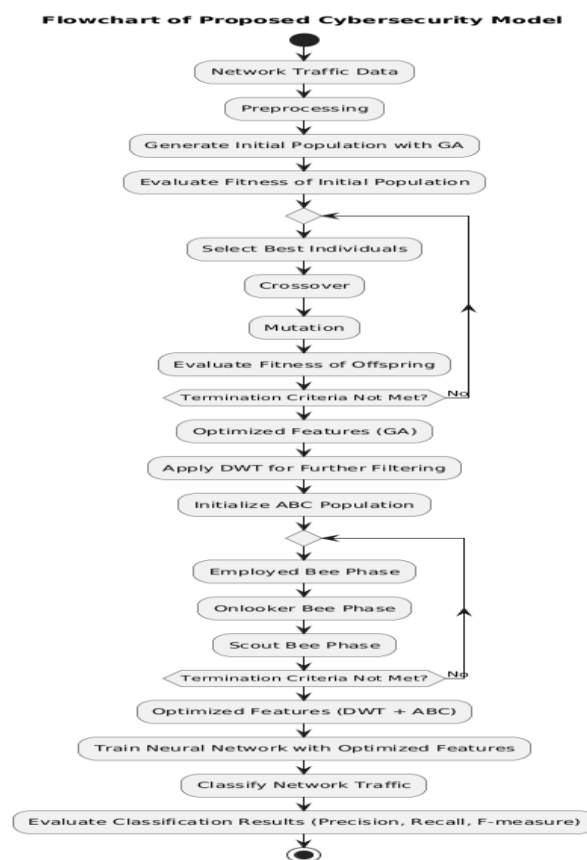 Flowchart of Proposed Cybersecurity Model
Network Traffic Data
Preprocessing
Generate Initial Population with GA
Evaluate Fitness of Initial Population
Select Best Individuals
Crossover
Mutation
Evaluate Fitness of Offspring
Termination Criteria Not Met?
No
Optimized Features (GA)
Apply DWT for Further Filtering
Initialize ABC Population
Employed Bee Phase
Onlooker Bee Phase
Scout Bee Phase
Termination Criteria Not Met?
No
Optimized Features (DWT + ABC)
Train Neural Network with Optimized Features
Classify Network Traffic
Evaluate Classification Results (Precision, Recall, F-measure)